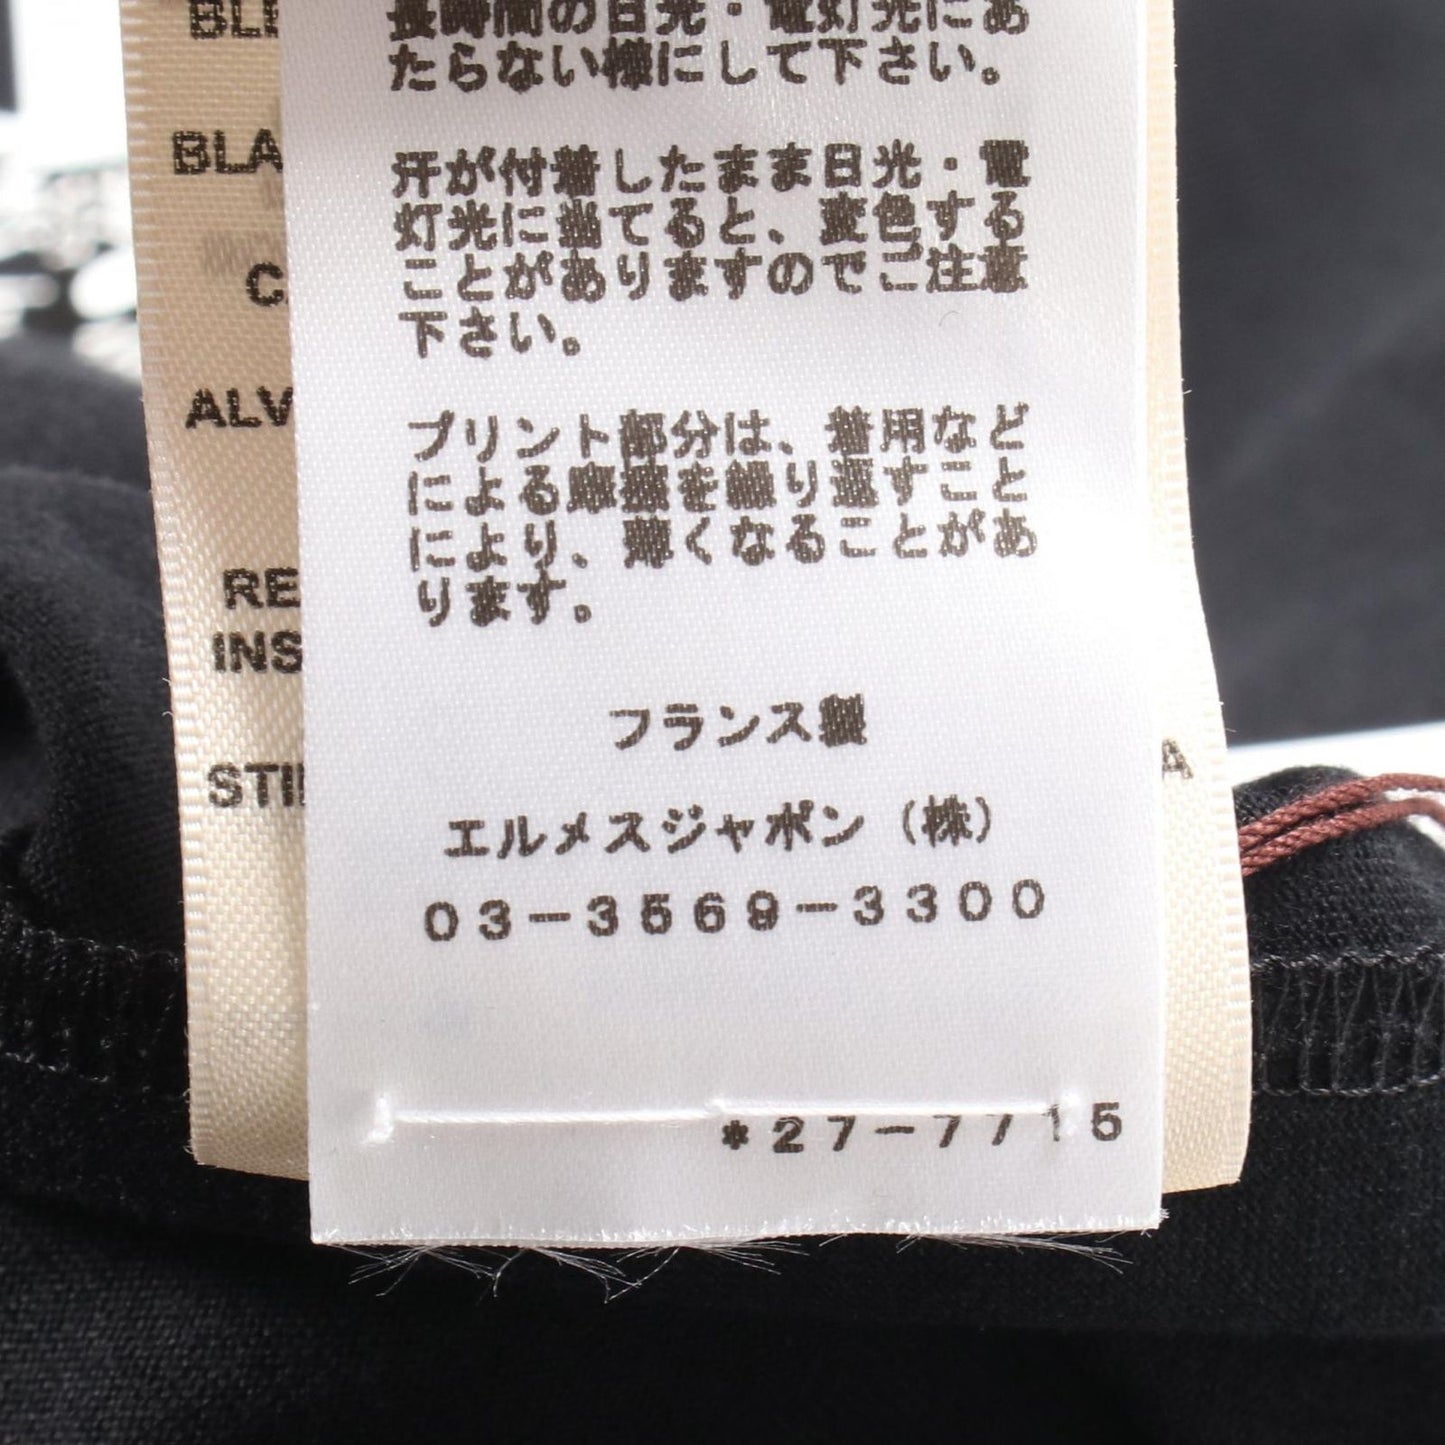 長時間の日光・電灯光にあ
たらない様にして下さい。
汗が付着したまま日光・電
灯光に当てると、変色する
ことがありますのでご注意
下さい。
プリント部分は、着用など
による摩擦を繰り返すこと
により、薄くなることがあ
ります。
フランス製
エルメスジャポン（株）
03-3569-3300
*27-7715
BLA
C
ALV
RE
INS
STI
A